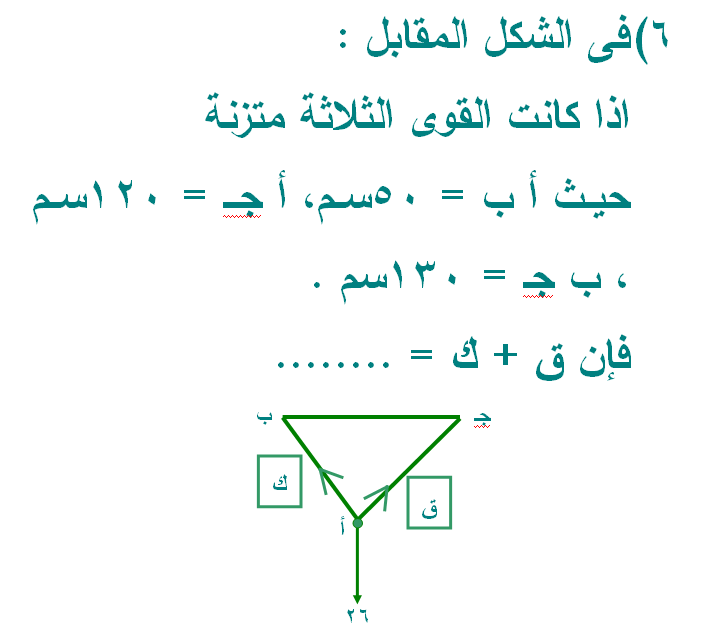 ٦)فى الشكل المقابل :
اذا كانت القوى الثلاثة متزنة
حيث أ ب = ٥٠سم، أ جـ = ١٢٠سم
، ب جـ = ١٣٠سم .
فإن ق + ك = ........
جـ ب
ك
ق
أ
٢٦